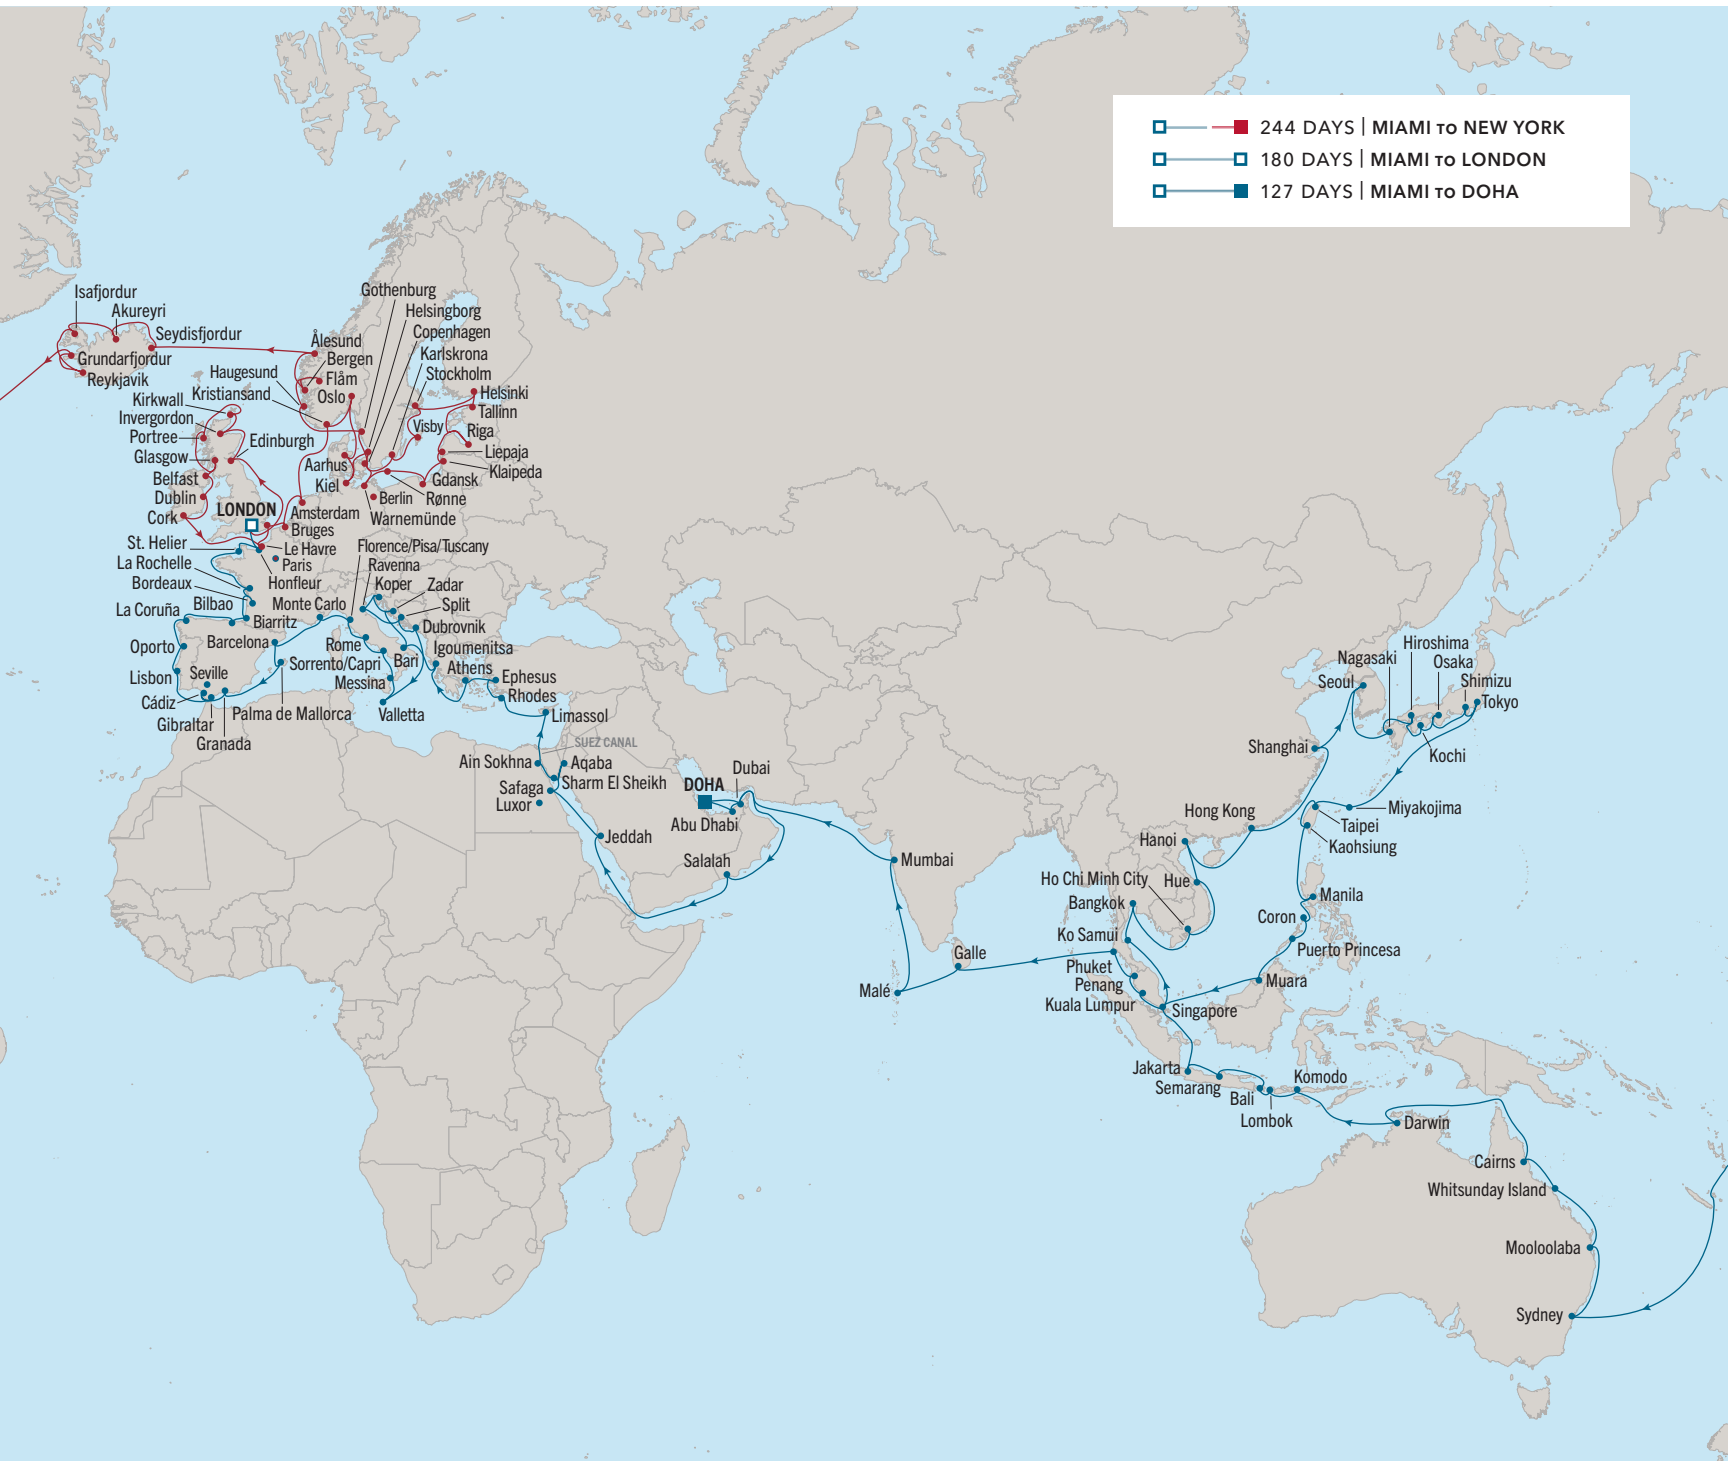 244 DAYS | MIAMI TO NEW YORK
180 DAYS | MIAMI TO LONDON
127 DAYS | MIAMI TO DOHA
Isafjordur
Akureyri
Seydisfjordur
Grundarfjordur
Reykjavik
Gothenburg
Helsingborg
Copenhagen
Karlskrona
Stockholm
Ålesund
Bergen
Flåm
Oslo
Haugesund
Kristiansand
Helsinki
Tallinn
Visby
Riga
Liepaja
Klaipeda
Gdansk
Rønne
Berlin
Warnemünde
Aarhus
Kiel
Kirkwall
Invergordon
Portree
Edinburgh
Glasgow
Belfast
Dublin
Cork
LONDON
Amsterdam
Bruges
Le Havre
Paris
Honfleur
St. Helier
La Rochelle
Bordeaux
Bilbao
La Coruña
Biarritz
Monte Carlo
Florence/Pisa/Tuscany
Ravenna
Koper
Zadar
Split
Dubrovnik
Igoumenitsa
Athens
Ephesus
Rhodes
Limassol
Oporto
Barcelona
Rome
Sorrento/Capri
Bari
Messina
Valletta
Lisbon
Seville
Cádiz
Gibraltar
Granada
Palma de Mallorca
SUEZ CANAL
Ain Sokhna
Aqaba
Sharm El Sheikh
Safaga
Luxor
Jeddah
DOHA
Dubai
Abu Dhabi
Salalah
Mumbai
Malé
Galle
Hiroshima
Nagasaki
Osaka
Seoul
Shimizu
Tokyo
Kochi
Shanghai
Miyakojima
Taipei
Kaohsiung
Hong Kong
Hanoi
Hue
Ho Chi Minh City
Bangkok
Ko Samui
Manila
Coron
Puerto Princesa
Muara
Phuket
Penang
Kuala Lumpur
Singapore
Jakarta
Semarang
Bali
Lombok
Komodo
Darwin
Cairns
Whitsunday Island
Mooloolaba
Sydney